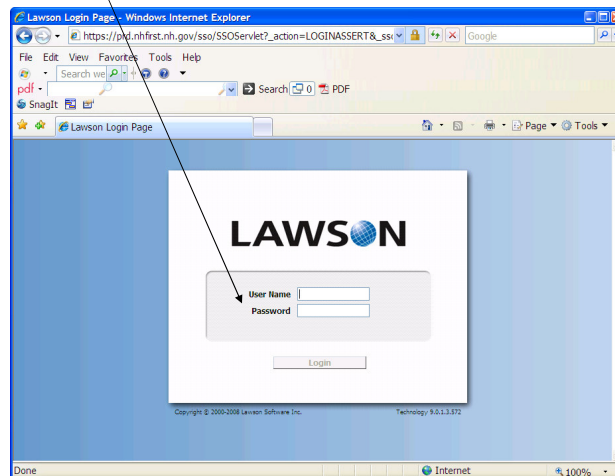 Lawson Login Page - Windows Internet Explorer
https://prd.nhfirst.nh.gov/sso/SSOServlet?_action=LOGINASSERT&_ss Google
File Edit View Favorites Tools Help
Search we
pdf Search 0 PDF
SnagIt
Lawson Login Page Page Tools
LAWSON
User Name
Password
Login
Copyright © 2000-2008 Lawson Software Inc. Technology 9.0.1.3.572
Done Internet 100%